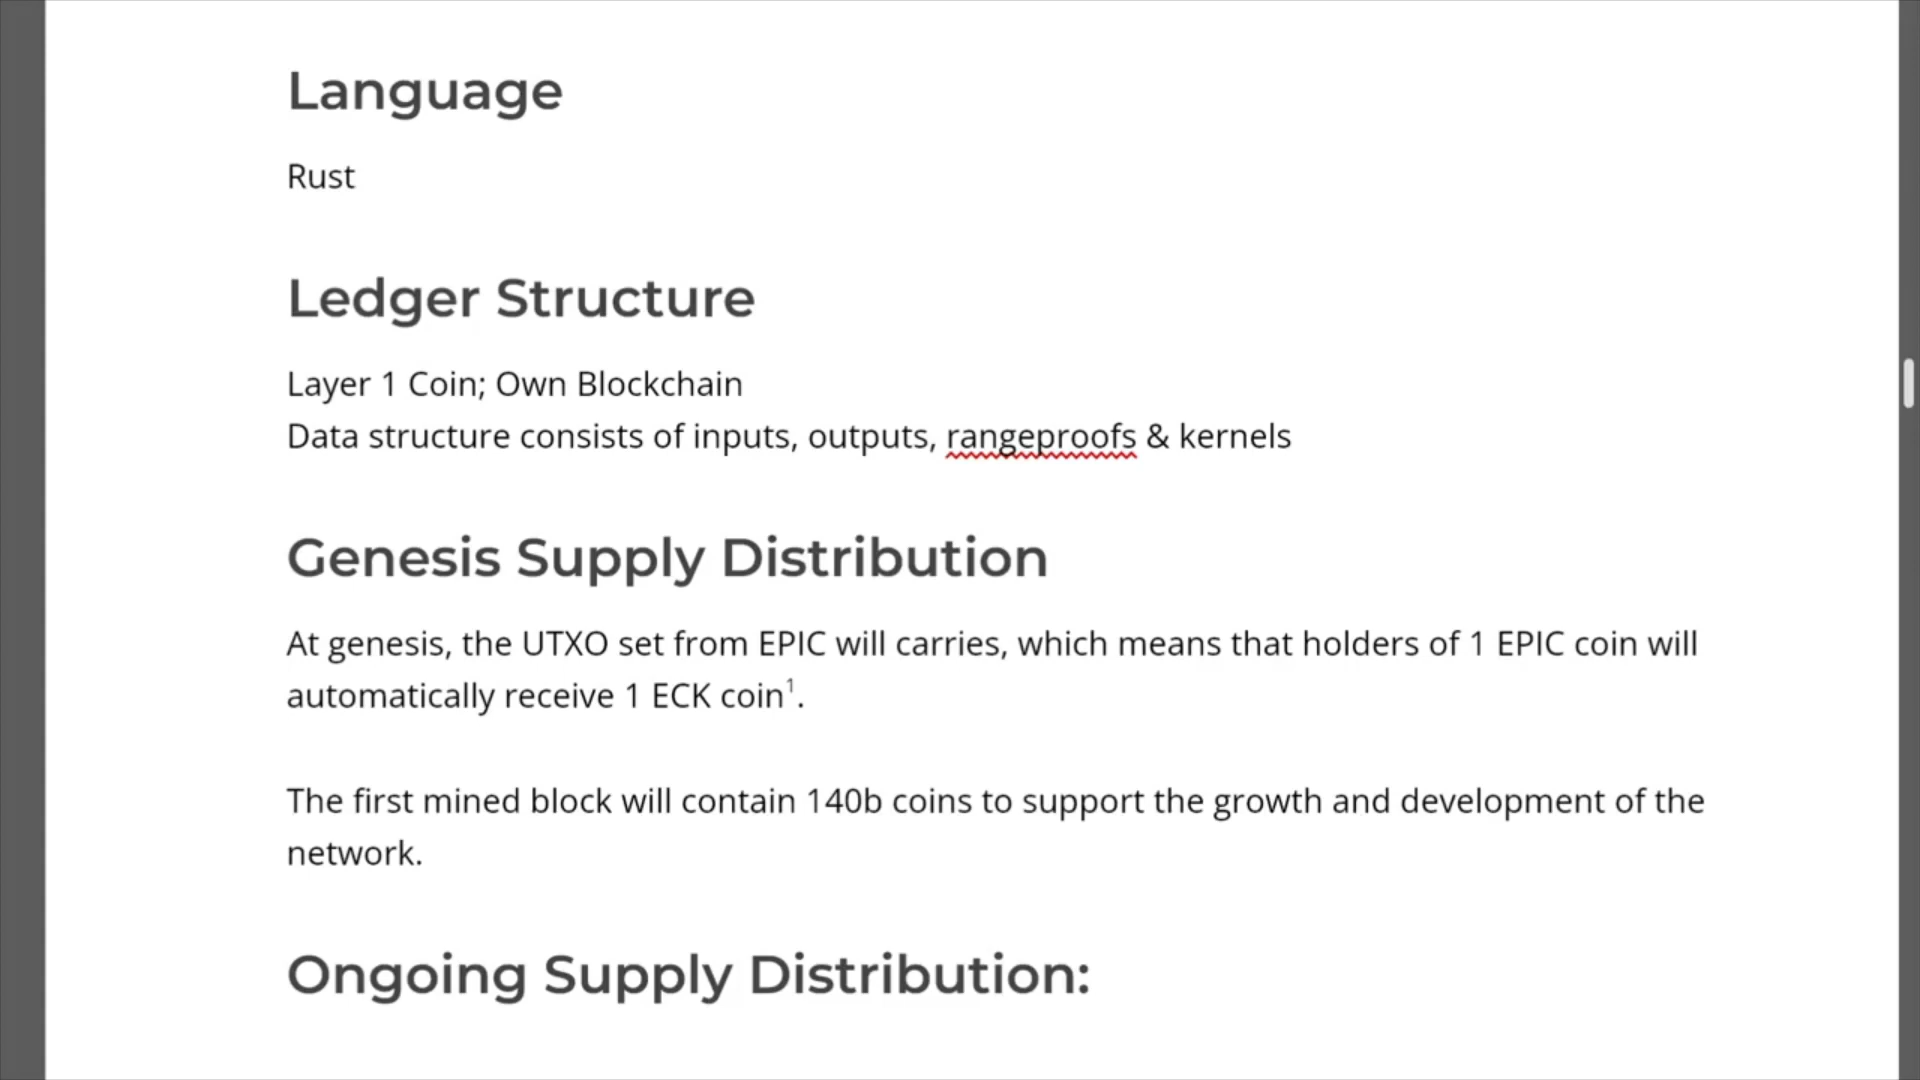 Language
Rust
Ledger Structure
Layer 1 Coin; Own Blockchain
Data structure consists of inputs, outputs, rangeproofs & kernels
Genesis Supply Distribution
At genesis, the UTXO set from EPIC will carries, which means that holders of 1 EPIC coin will
automatically receive 1 ECK coin¹.
The first mined block will contain 140b coins to support the growth and development of the
network.
Ongoing Supply Distribution: